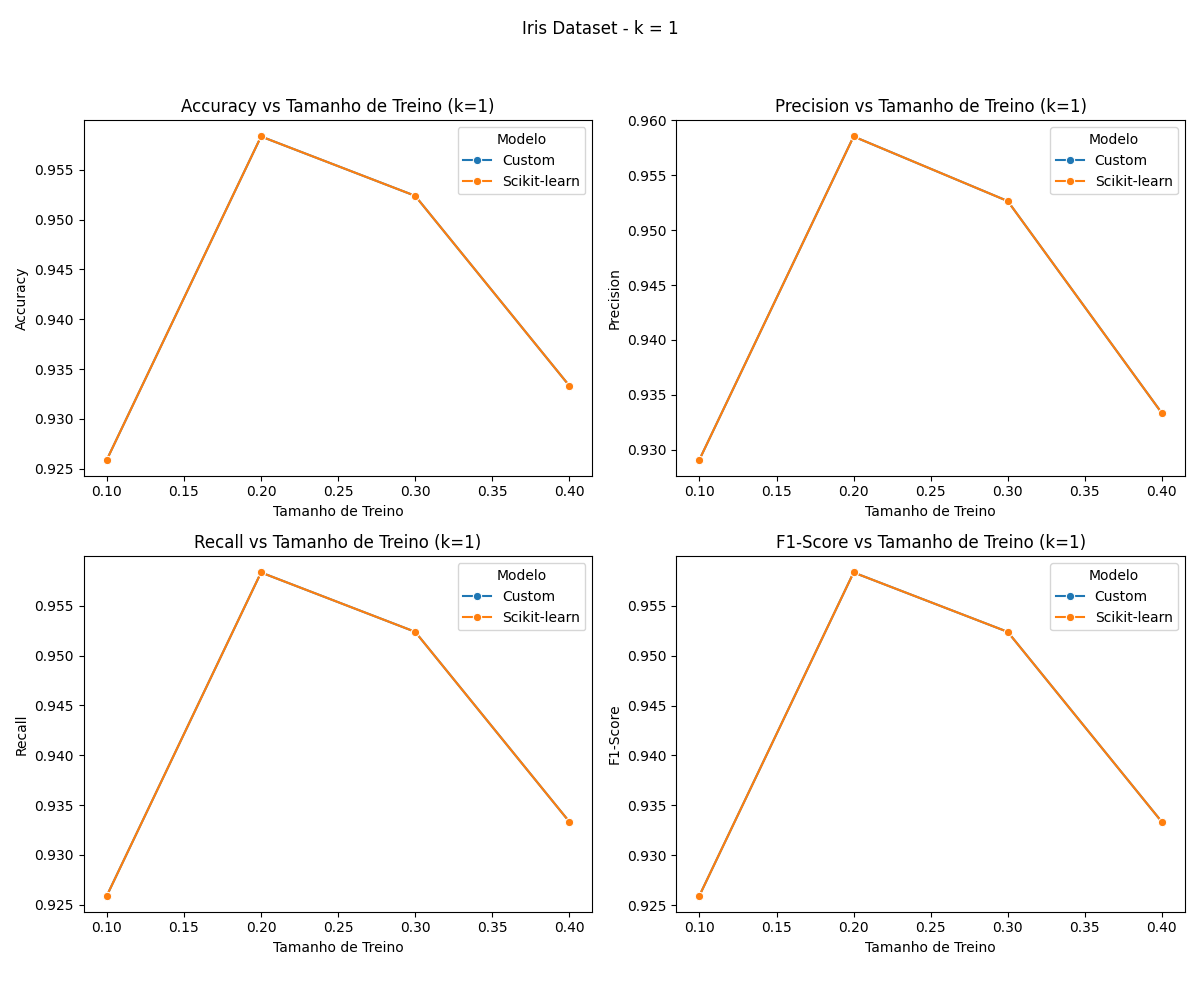 Iris Dataset - k = 1
Accuracy vs Tamanho de Treino (k=1)
Modelo
Custom
Scikit-learn
0.955
0.950
0.945
0.940
0.935
0.930
0.925
Accuracy
0.10 0.15 0.20 0.25 0.30 0.35 0.40
Tamanho de Treino
Precision vs Tamanho de Treino (k=1)
Modelo
Custom
Scikit-learn
0.960
0.955
0.950
0.945
0.940
0.935
0.930
Precision
0.10 0.15 0.20 0.25 0.30 0.35 0.40
Tamanho de Treino
Recall vs Tamanho de Treino (k=1)
Modelo
Custom
Scikit-learn
0.955
0.950
0.945
0.940
0.935
0.930
0.925
Recall
0.10 0.15 0.20 0.25 0.30 0.35 0.40
Tamanho de Treino
F1-Score vs Tamanho de Treino (k=1)
Modelo
Custom
Scikit-learn
0.955
0.950
0.945
0.940
0.935
0.930
0.925
F1-Score
0.10 0.15 0.20 0.25 0.30 0.35 0.40
Tamanho de Treino